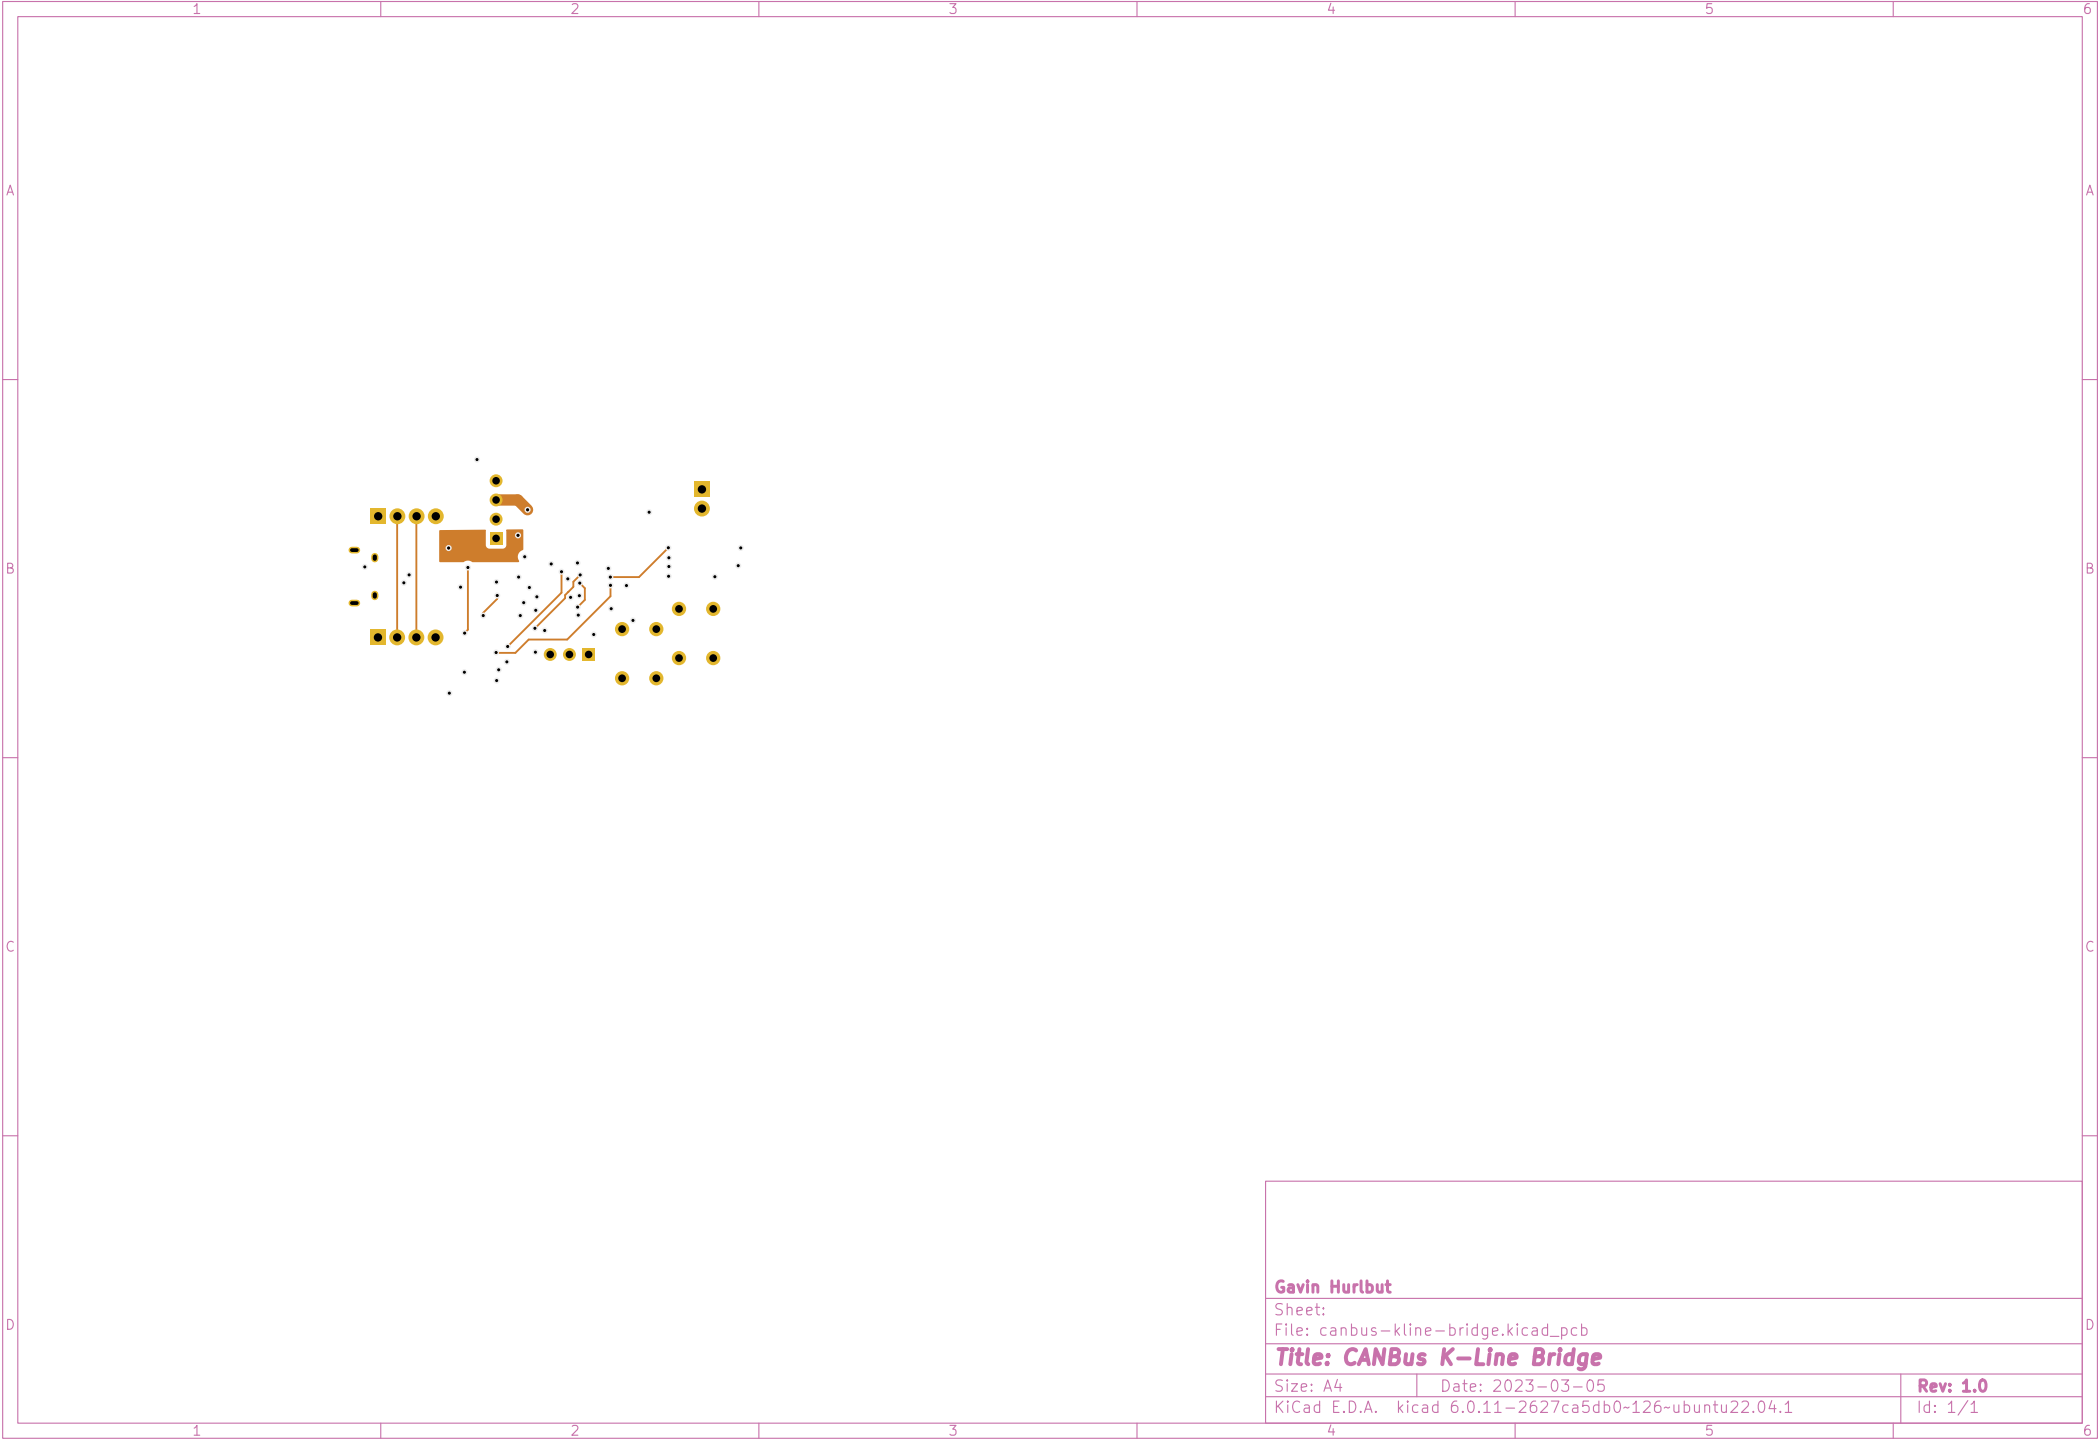 1 2 3 4 5 6
A A
B B
C C
D D
Gavin Hurlbut
Sheet:
File: canbus-kline-bridge.kicad_pcb
Title: CANBus K-Line Bridge
Size: A4 Date: 2023-03-05 Rev: 1.0
KiCad E.D.A. kicad 6.0.11-2627ca5db0~126~ubuntu22.04.1 Id: 1/1
1 2 3 4 5 6